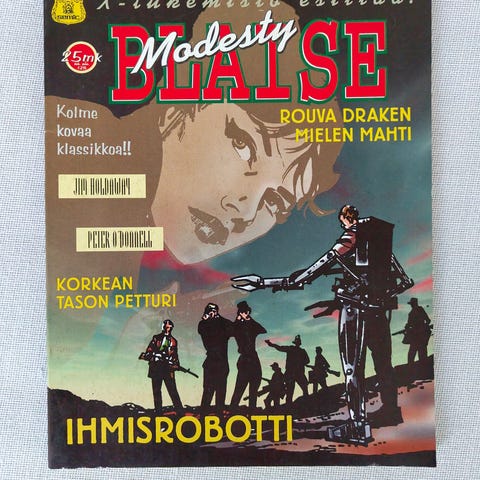 X-lukemisto esittää:
Semic
25mk
Modesty
BLAISE
ROUVA DRAKEN
MIELEN MAHTI
Kolme
kovaa
klassikkoa!!
JIM HOLDAWAY
PETER O'DONNELL
KORKEAN
TASON PETTURI
IHMISROBOTTI